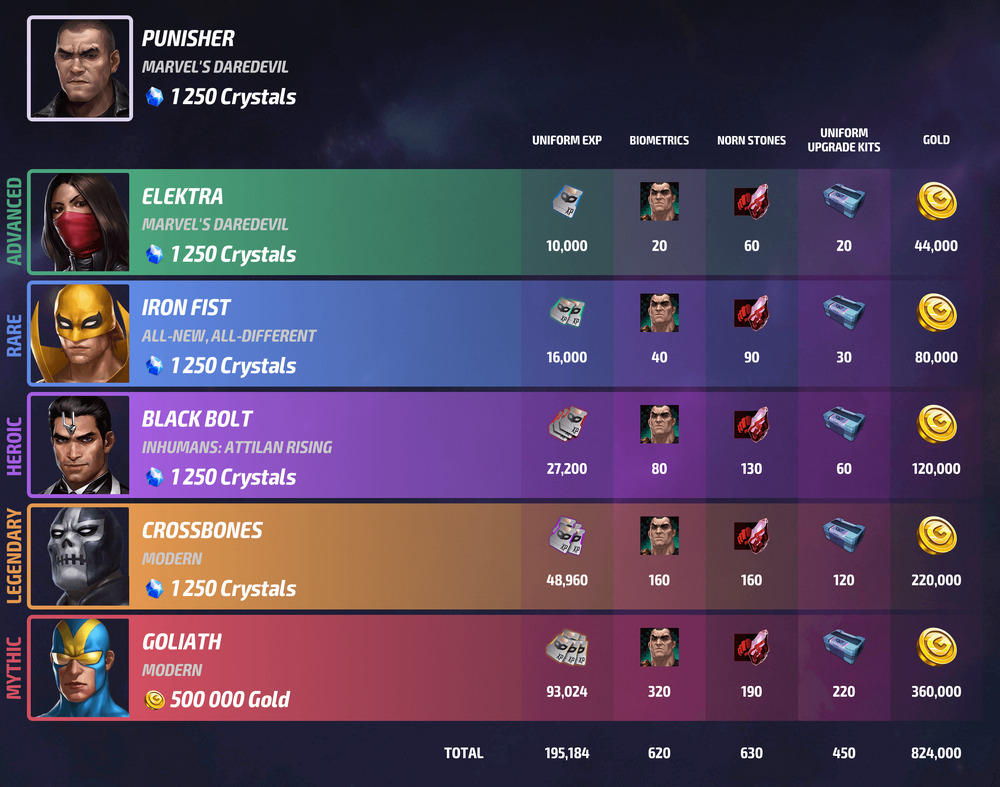 PUNISHER
MARVEL'S DAREDEVIL
1 250 Crystals
UNIFORM EXP BIOMETRICS NORN STONES UNIFORM UPGRADE KITS GOLD
ADVANCED
ELEKTRA
MARVEL'S DAREDEVIL
1 250 Crystals
10,000 20 60 20 44,000
RARE
IRON FIST
ALL-NEW, ALL-DIFFERENT
1 250 Crystals
16,000 40 90 30 80,000
HEROIC
BLACK BOLT
INHUMANS: ATTILAN RISING
1 250 Crystals
27,200 80 130 60 120,000
LEGENDARY
CROSSBONES
MODERN
1 250 Crystals
48,960 160 160 120 220,000
MYTHIC
GOLIATH
MODERN
500 000 Gold
93,024 320 190 220 360,000
TOTAL 195,184 620 630 450 824,000